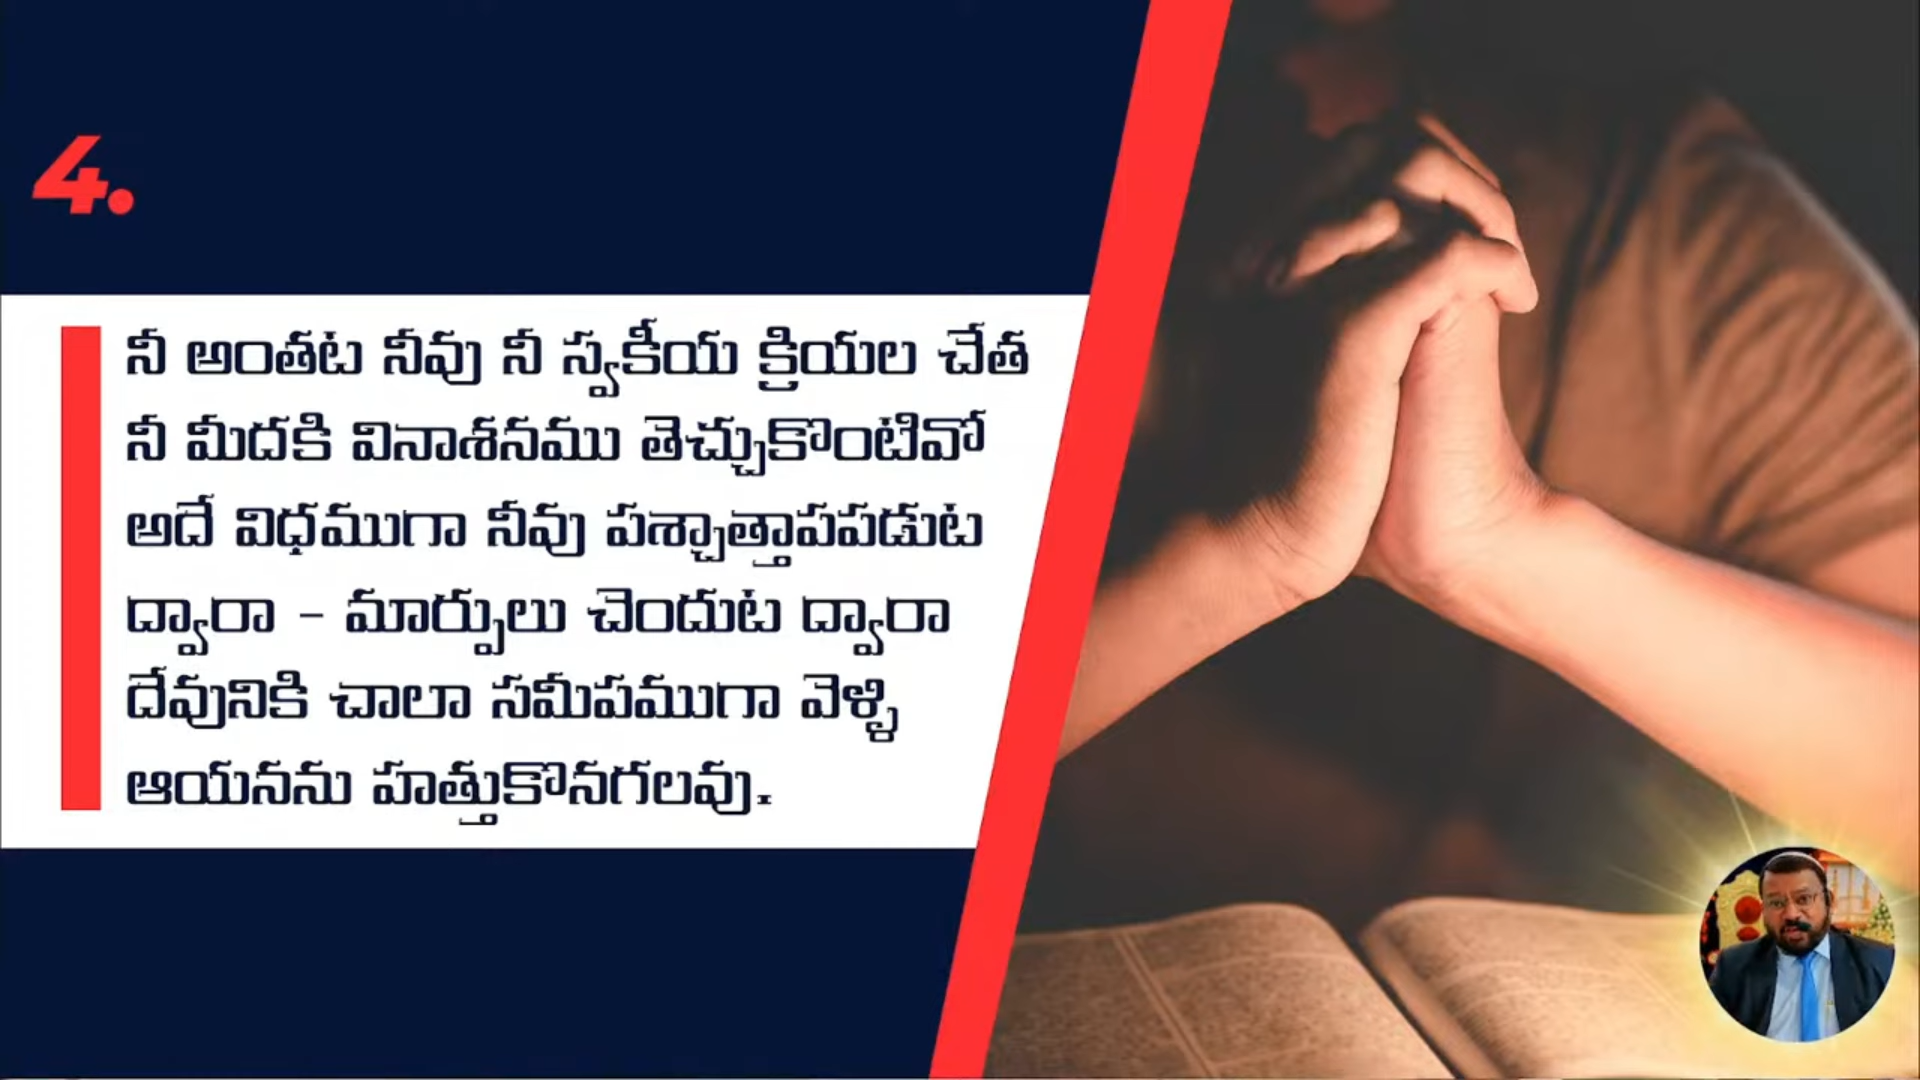 4.
నీ అంతట నీవు నీ స్వకీయ క్రియల చేత
నీ మీదకి వినాశనము తెచ్చుకొంటివో
అదే విధముగా నీవు పశ్చాత్తాపపడుట
ద్వారా - మార్పులు చెందుట ద్వారా
దేవునికి చాలా సమీపముగా వెళ్ళి
ఆయనను హత్తుకొనగలవు.